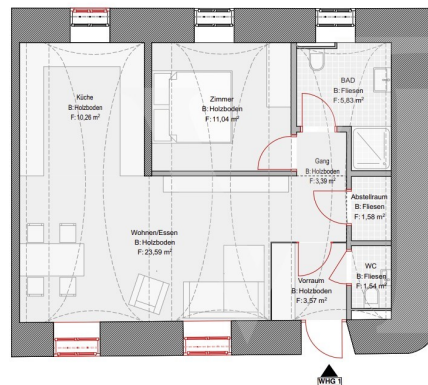 Küche
B: Holzboden
F: 10,26 m²
Zimmer
B: Holzboden
F: 11,04 m²
BAD
B: Fliesen
F: 5,83 m²
Gang
B: Holzboden
F: 3,39 m²
Abstellraum
B: Fliesen
F: 1,58 m²
Wohnen/Essen
B: Holzboden
F: 23,59 m²
WC
B: Fliesen
F: 1,54 m²
Vorraum
B: Holzboden
F: 3,57 m²
WHG 1